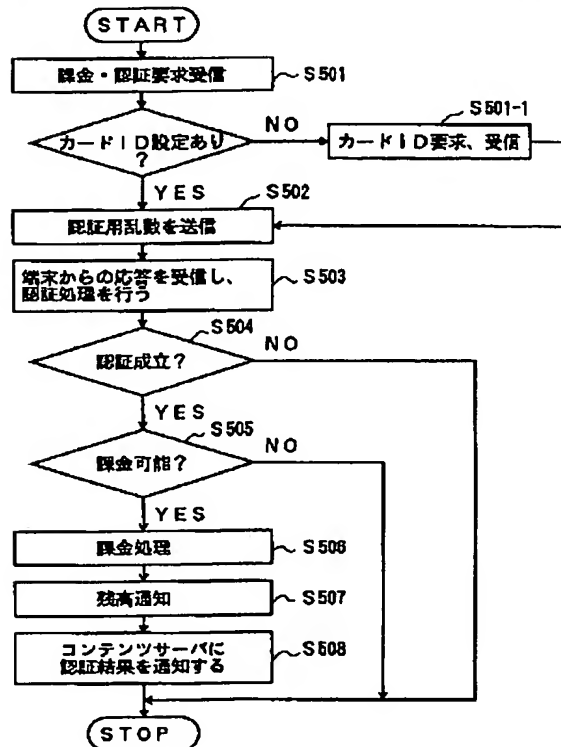 START
課金・認証要求受信
S501
カードID設定あり
?
NO
S501-1
カードID要求、受信
YES
S502
認証用乱数を送信
端末からの応答を受信し、
認証処理を行う
S503
S504
認証成立?
NO
YES
S505
課金可能?
NO
YES
課金処理
S506
残高通知
S507
コンテンツサーバに
認証結果を通知する
S508
STOP